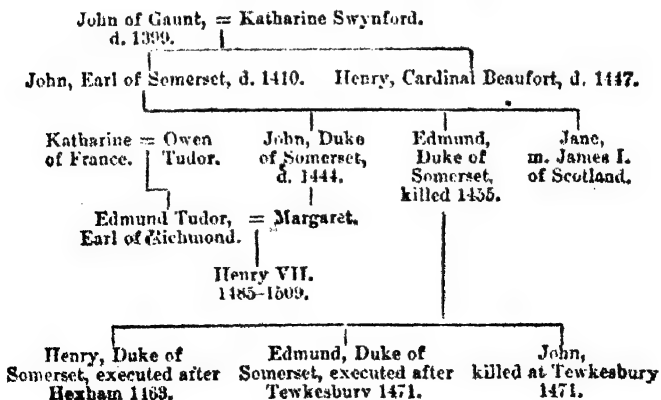 John of Gaunt, = Katharine Swynford.
d. 1399.
John, Earl of Somerset, d. 1410. Henry, Cardinal Beaufort, d. 1447.
Katharine = Owen John, Duke Edmund, Jane,
of France. Tudor. of Somerset, Duke of m. James I.
d. 1444. Somerset, of Scotland.
killed 1455.
Edmund Tudor, = Margaret.
Earl of Richmond.
Henry VII.
1485-1509.
Henry, Duke of Edmund, Duke of John,
Somerset, executed after Somerset, executed after killed at Tewkesbury
Hexham 1463. Tewkesbury 1471. 1471.